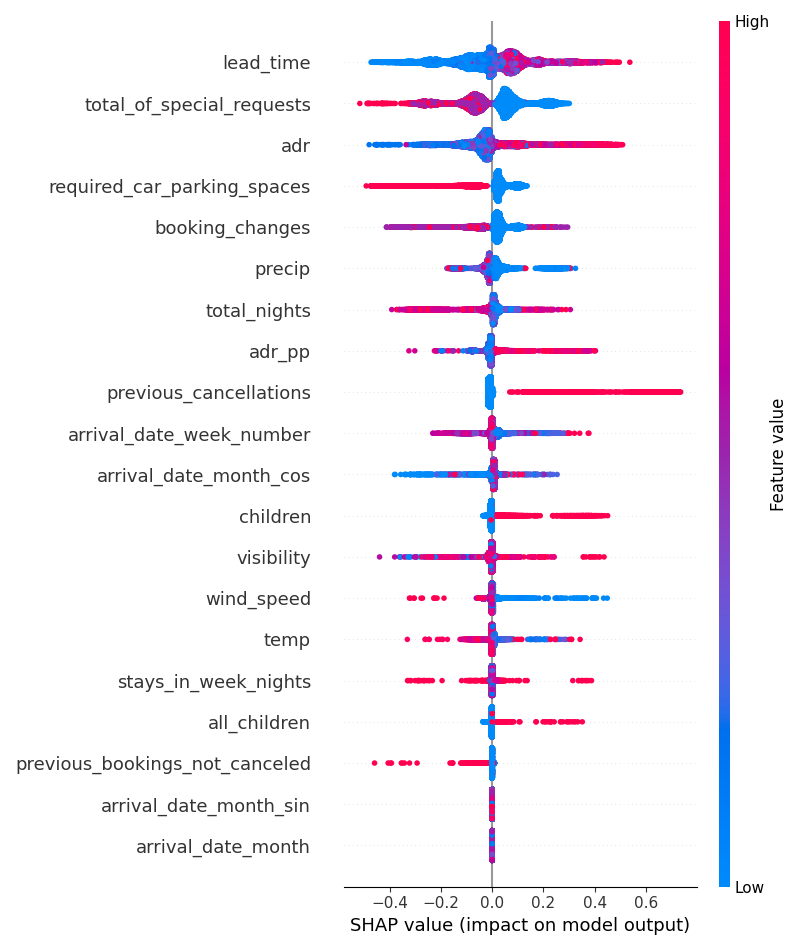 High
lead_time
total_of_special_requests
adr
required_car_parking_spaces
booking_changes
precip
total_nights
adr_pp
previous_cancellations
arrival_date_week_number
arrival_date_month_cos
children
visibility
wind_speed
temp
stays_in_week_nights
all_children
previous_bookings_not_canceled
arrival_date_month_sin
arrival_date_month
Feature value
Low
−0.4 −0.2 0.0 0.2 0.4 0.6
SHAP value (impact on model output)